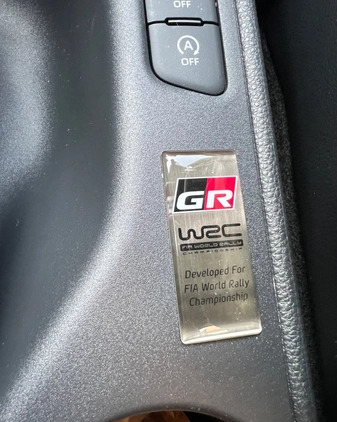 OFF
A
OFF
GR
WRC
FIA WORLD RALLY
CHAMPIONSHIP
Developed For
FIA World Rally
Championship